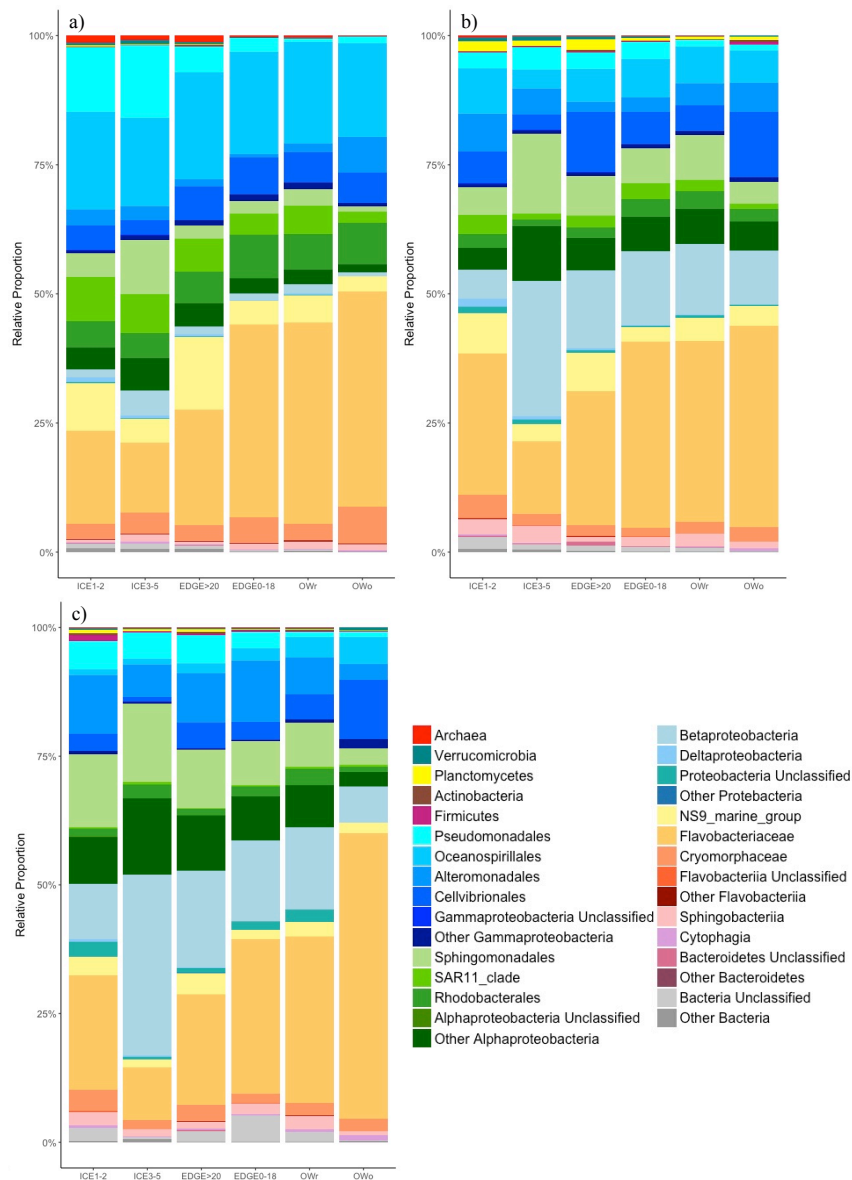 a)
100%
75%
50%
25%
0%
Relative Proportion
ICE1-2 ICE3-5 EDGE>20 EDGE0-18 OWr OWo
b)
100%
75%
50%
25%
0%
Relative Proportion
ICE1-2 ICE3-5 EDGE>20 EDGE0-18 OWr OWo
c)
100%
75%
50%
25%
0%
Relative Proportion
ICE1-2 ICE3-5 EDGE>20 EDGE0-18 OWr OWo
Archaea
Verrucomicrobia
Planctomycetes
Actinobacteria
Firmicutes
Pseudomonadales
Oceanospirillales
Alteromonadales
Cellvibrionales
Gammaproteobacteria Unclassified
Other Gammaproteobacteria
Sphingomonadales
SAR11_clade
Rhodobacterales
Alphaproteobacteria Unclassified
Other Alphaproteobacteria
Betaproteobacteria
Deltaproteobacteria
Proteobacteria Unclassified
Other Protebacteria
NS9_marine_group
Flavobacteriaceae
Cryomorphaceae
Flavobacteriia Unclassified
Other Flavobacteriia
Sphingobacteriia
Cytophagia
Bacteroidetes Unclassified
Other Bacteroidetes
Bacteria Unclassified
Other Bacteria